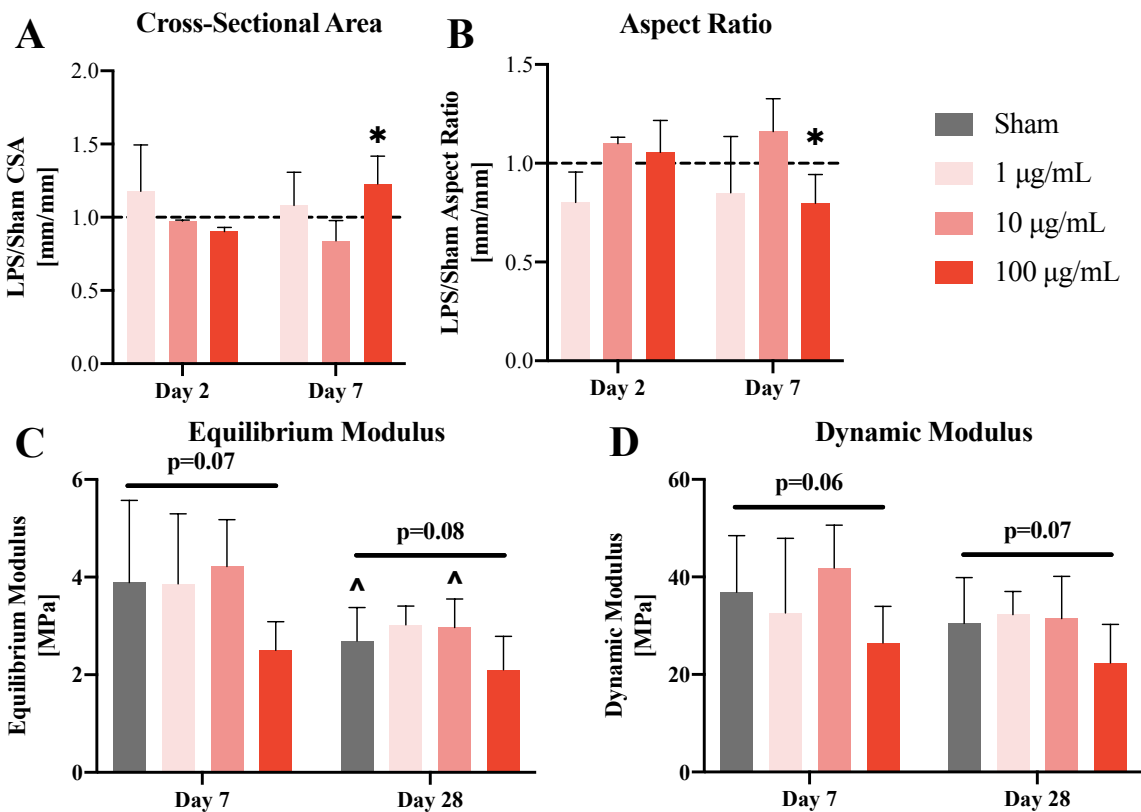 A
Cross-Sectional Area
LPS/Sham CSA
[mm/mm]
2.0
1.5
1.0
0.5
0.0
*
Day 2
Day 7
B
Aspect Ratio
LPS/Sham Aspect Ratio
[mm/mm]
1.5
1.0
0.5
0.0
*
Day 2
Day 7
Sham
1 μg/mL
10 μg/mL
100 μg/mL
C
Equilibrium Modulus
Equilibrium Modulus
[MPa]
6
4
2
0
p=0.07
p=0.08
^
^
Day 7
Day 28
D
Dynamic Modulus
Dynamic Modulus
[MPa]
60
40
20
0
p=0.06
p=0.07
Day 7
Day 28